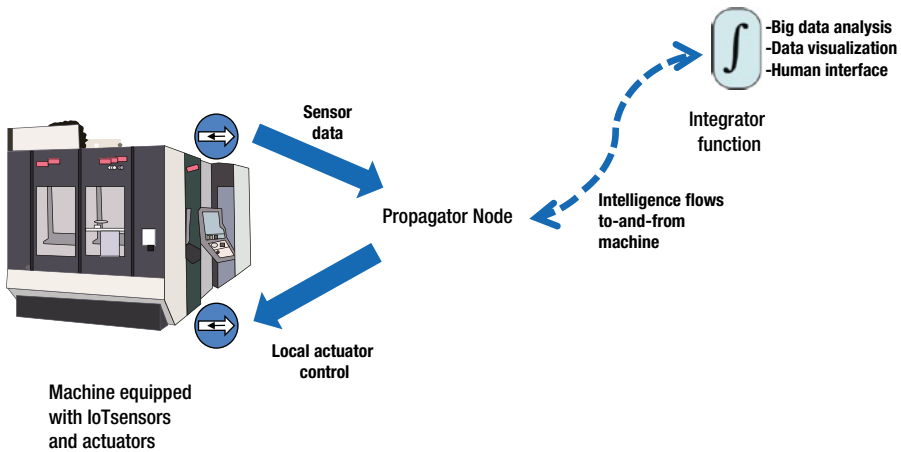 -Big data analysis
-Data visualization
-Human interface
Integrator
function
Sensor
data
Propagator Node
Intelligence flows
to-and-from
machine
Local actuator
control
Machine equipped
with IoTsensors
and actuators